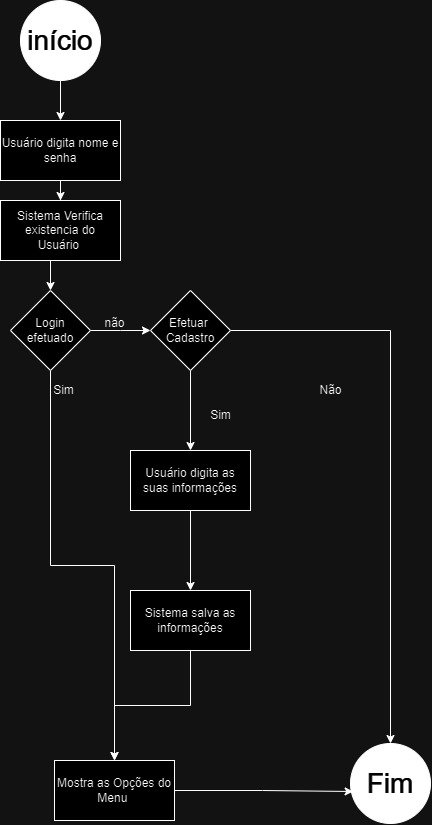 início
Usuário digita nome e
senha
Sistema Verifica
existencia do
Usuário
Login
efetuado
não
Efetuar
Cadastro
Sim
Não
Sim
Usuário digita as
suas informações
Sistema salva as
informações
Mostra as Opções do
Menu
Fim